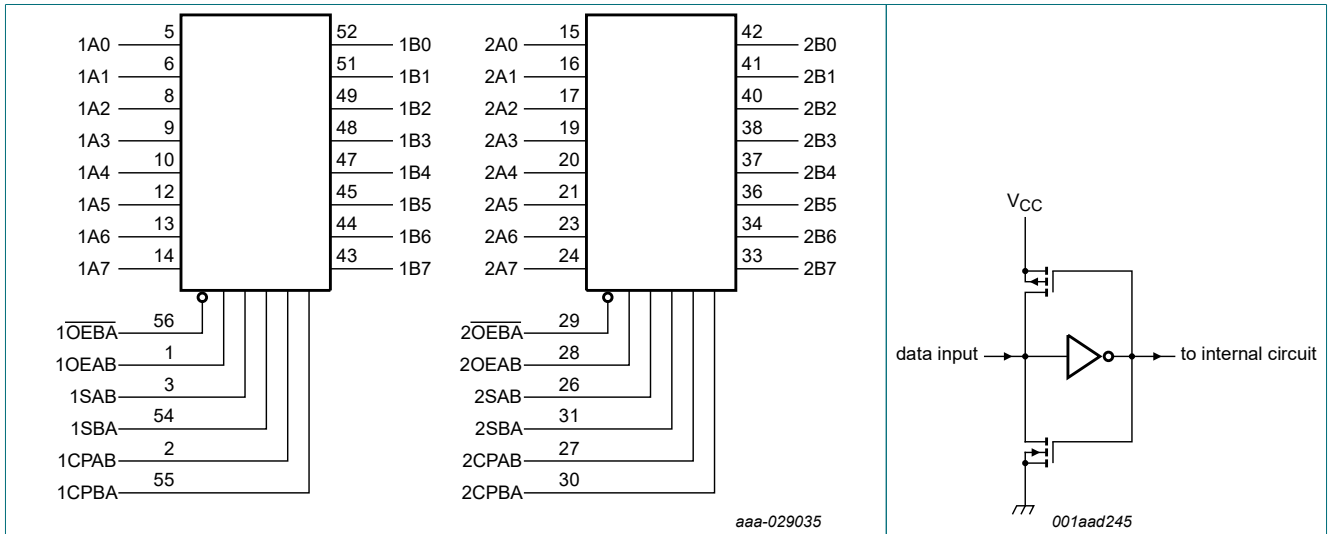 1A0 5 52 1B0 2A0 15 42 2B0
1A1 6 51 1B1 2A1 16 41 2B1
1A2 8 49 1B2 2A2 17 40 2B2
1A3 9 48 1B3 2A3 19 38 2B3
1A4 10 47 1B4 2A4 20 37 2B4
1A5 12 45 1B5 2A5 21 36 2B5
1A6 13 44 1B6 2A6 23 34 2B6
1A7 14 43 1B7 2A7 24 33 2B7
1OEBA 56 2OEBA 29
1OEAB 1 2OEAB 28
1SAB 3 2SAB 26
1SBA 54 2SBA 31
1CPAB 2 2CPAB 27
1CPBA 55 2CPBA 30
aaa-029035
VCC
data input to internal circuit
001aad245